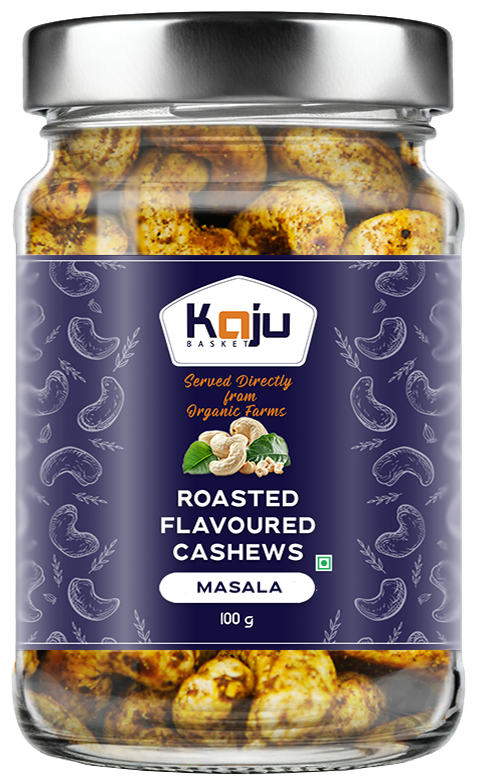 Kaju
BASKET
Served Directly
from
Organic Farms
ROASTED
FLAVOURED
CASHEWS
MASALA
100 g